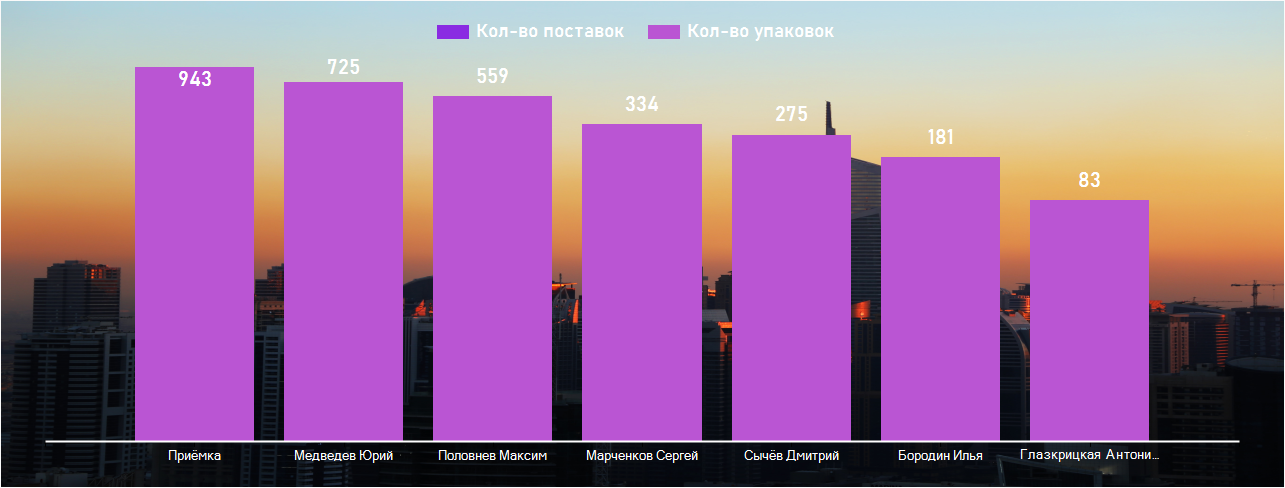 Кол-во поставок Кол-во упаковок
943 725 559 334 275 181 83
Приёмка Медведев Юрий Половнев Максим Марченков Сергей Сычёв Дмитрий Бородин Илья Глазкрицкая Антони...